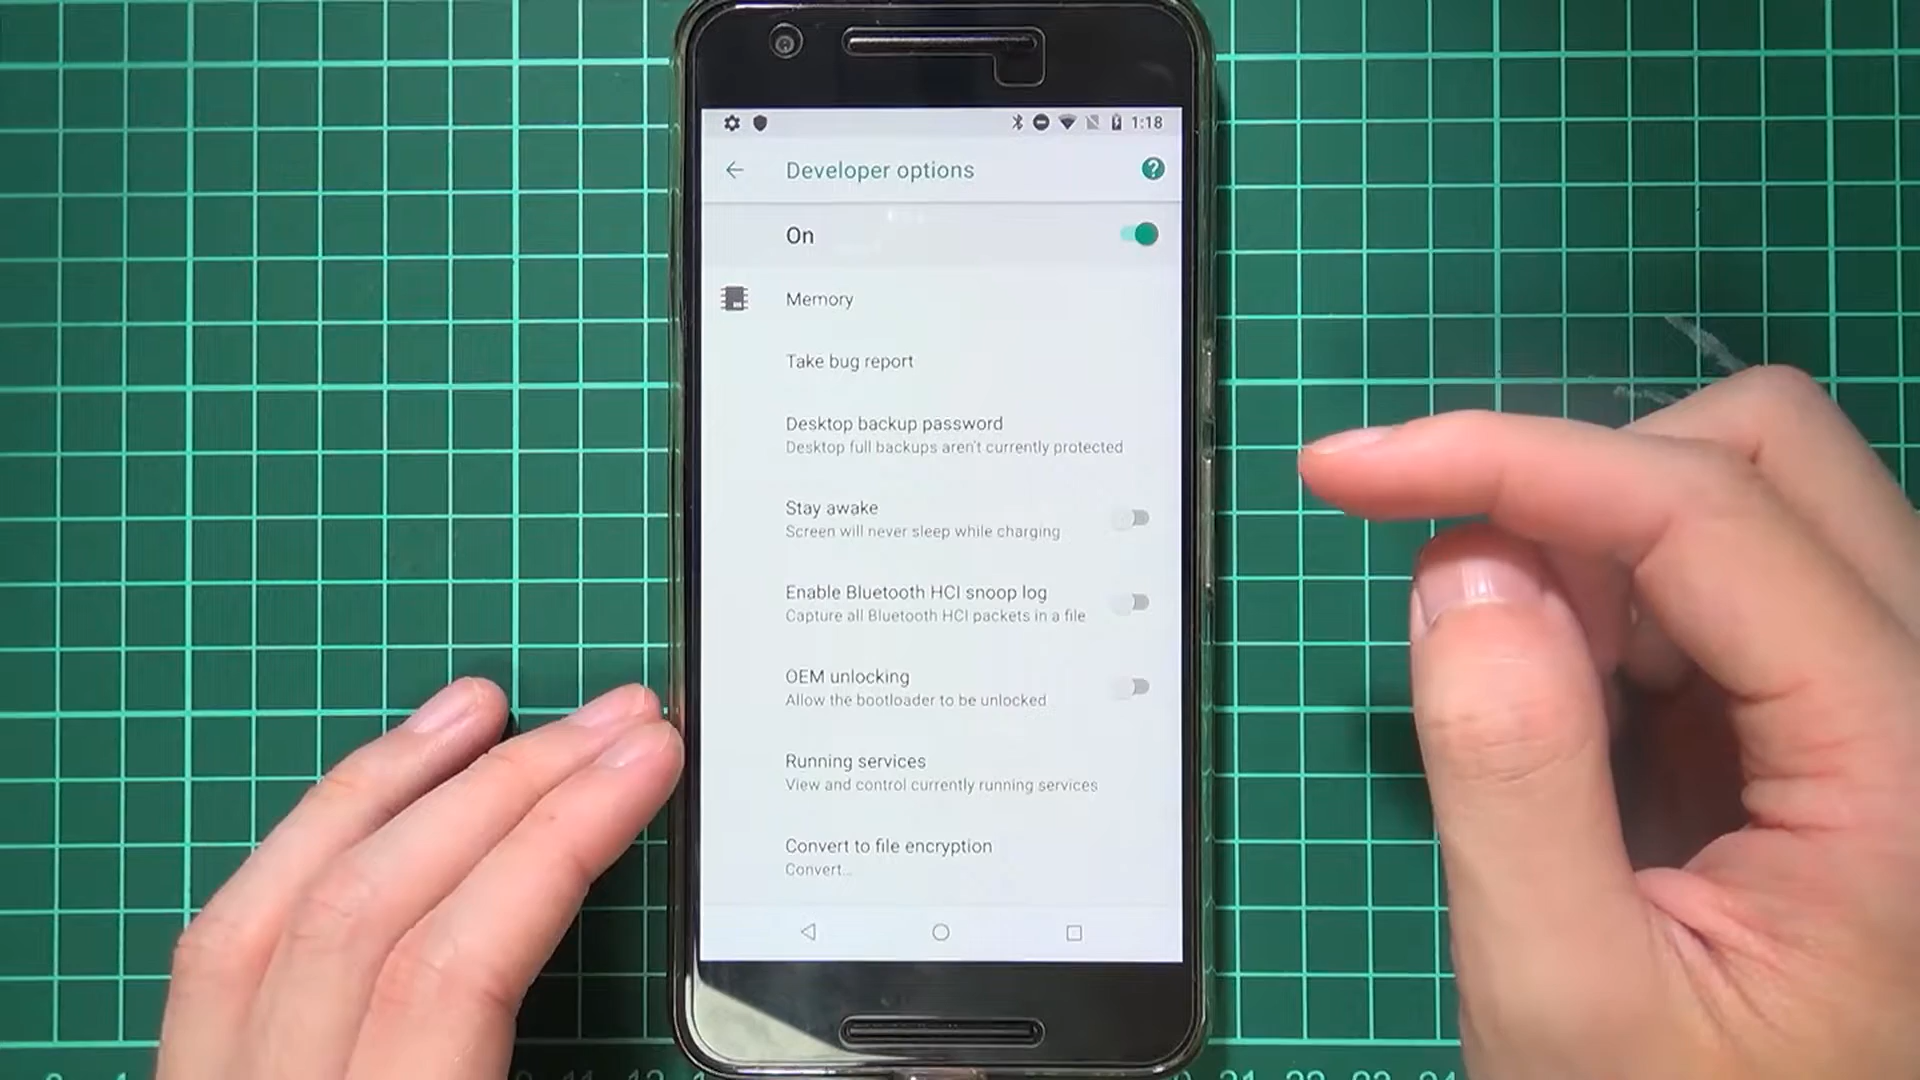 1:18
Developer options
On
Memory
Take bug report
Desktop backup password
Desktop full backups aren't currently protected
Stay awake
Screen will never sleep while charging
Enable Bluetooth HCI snoop log
Capture all Bluetooth HCI packets in a file
OEM unlocking
Allow the bootloader to be unlocked
Running services
View and control currently running services
Convert to file encryption
Convert...